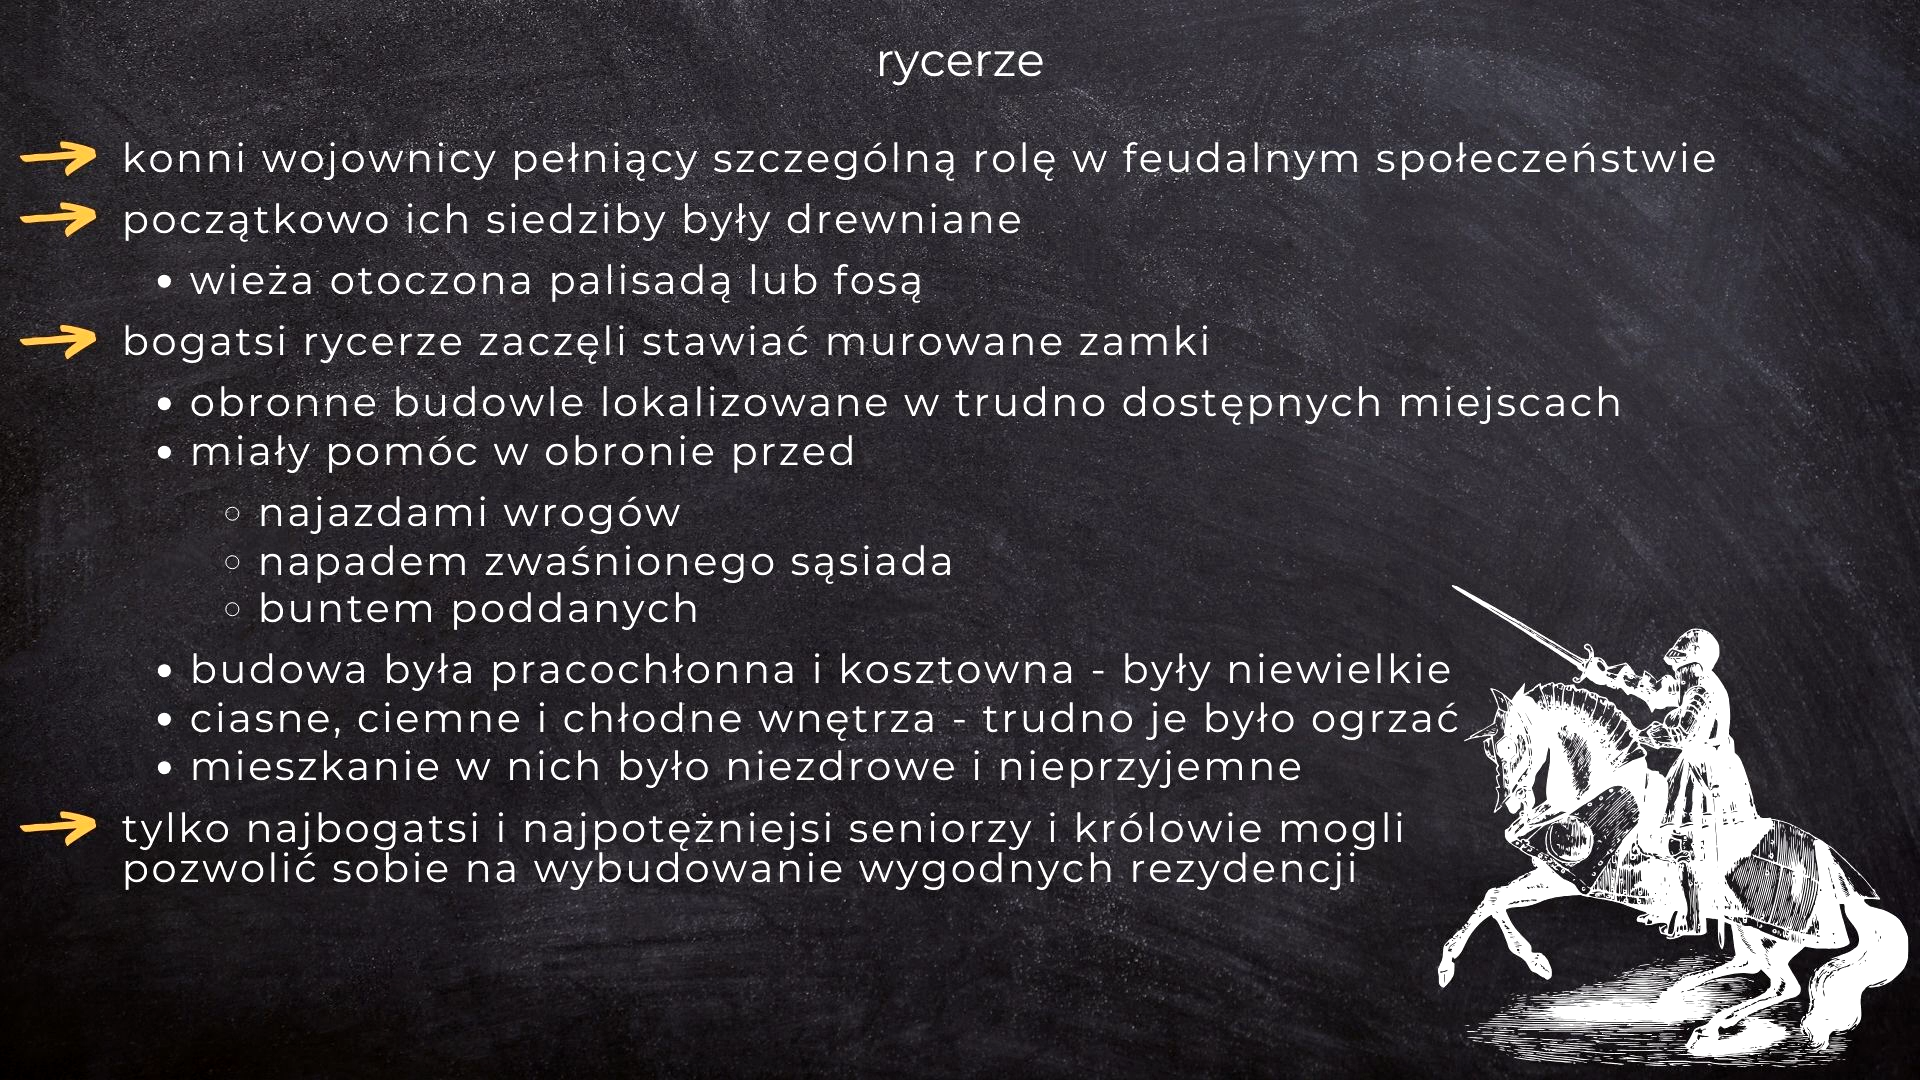 rycerze
konni wojownicy pełniący szczególną rolę w feudalnym społeczeństwie
początkowo ich siedziby były drewniane
wieża otoczona palisadą lub fosą
bogatsi rycerze zaczęli stawiać murowane zamki
obronne budowle lokalizowane w trudno dostępnych miejscach
miały pomóc w obronie przed
najazdami wrogów
napadem zwaśnionego sąsiada
buntem poddanych
budowa była pracochłonna i kosztowna - były niewielkie
ciasne, ciemne i chłodne wnętrza - trudno je było ogrzać
mieszkanie w nich było niezdrowe i nieprzyjemne
tylko najbogatsi i najpotężniejsi seniorzy i królowie mogli
pozwolić sobie na wybudowanie wygodnych rezydencji